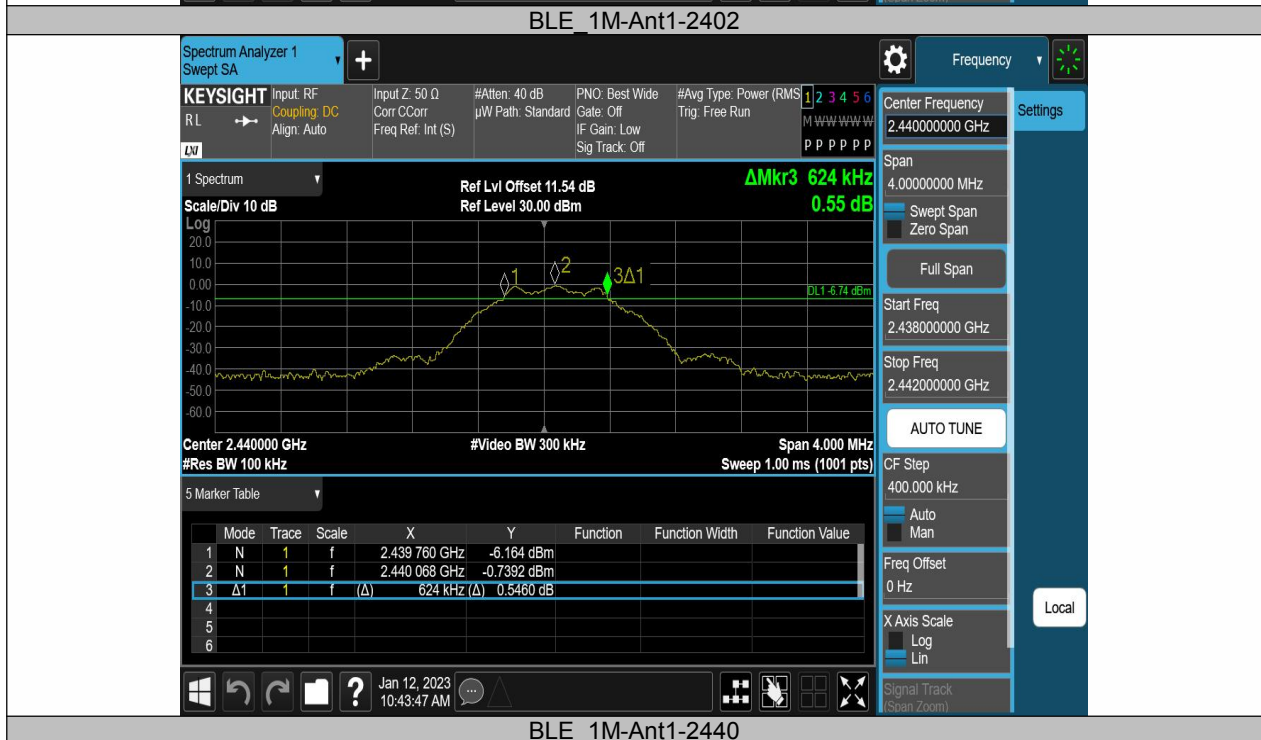 BLE_1M-Ant1-2402
Spectrum Analyzer 1
Swept SA
+
Frequency
KEYSIGHT
RL
LXI
Input: RF
Coupling: DC
Align: Auto
Input Z: 50 Ω
Corr CCorr
Freq Ref: Int (S)
#Atten: 40 dB
µW Path: Standard
PNO: Best Wide
Gate: Off
IF Gain: Low
Sig Track: Off
#Avg Type: Power (RMS
Trig: Free Run
1 2 3 4 5 6
M W W W W W
P P P P P P
Center Frequency
2.440000000 GHz
Settings
Span
4.00000000 MHz
Swept Span
Zero Span
Full Span
Start Freq
2.438000000 GHz
Stop Freq
2.442000000 GHz
AUTO TUNE
CF Step
400.000 kHz
Auto
Man
Freq Offset
0 Hz
X Axis Scale
Log
Lin
Signal Track
(Span Zoom)
Local
1 Spectrum
Scale/Div 10 dB
Ref Lvl Offset 11.54 dB
Ref Level 30.00 dBm
ΔMkr3 624 kHz
0.55 dB
Log
20.0
10.0
0.00
-10.0
-20.0
-30.0
-40.0
-50.0
-60.0
1
2
3Δ1
DL1 -6.74 dBm
Center 2.440000 GHz
#Video BW 300 kHz
Span 4.000 MHz
#Res BW 100 kHz
Sweep 1.00 ms (1001 pts)
5 Marker Table
Mode Trace Scale X Y Function Function Width Function Value
1 N 1 f 2.439 760 GHz -6.164 dBm
2 N 1 f 2.440 068 GHz -0.7392 dBm
3 Δ1 1 f (Δ) 624 kHz (Δ) 0.5460 dB
4
5
6
?
Jan 12, 2023
10:43:47 AM
BLE_1M-Ant1-2440